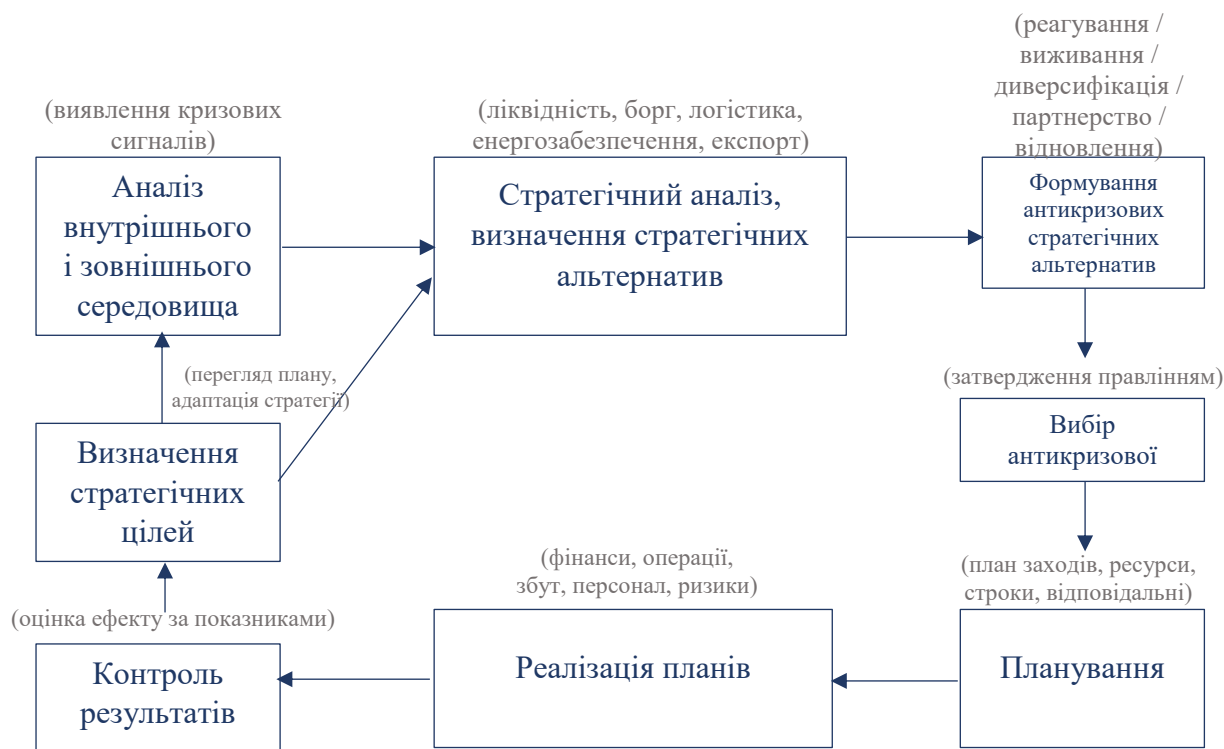 (виявлення кризових
сигналів)
Аналіз
внутрішнього
і зовнішнього
середовища
(ліквідність, борг, логістика,
енергозабезпечення, експорт)
Стратегічний аналіз,
визначення стратегічних
альтернатив
(реагування /
виживання /
диверсифікація /
партнерство /
відновлення)
Формування
антикризових
стратегічних
альтернатив
(перегляд плану,
адаптація стратегії)
(затвердження правлінням)
Вибір
антикризової
Визначення
стратегічних
цілей
(фінанси, операції,
збут, персонал, ризики)
(план заходів, ресурси,
строки, відповідальні)
(оцінка ефекту за показниками)
Контроль
результатів
Реалізація планів
Планування